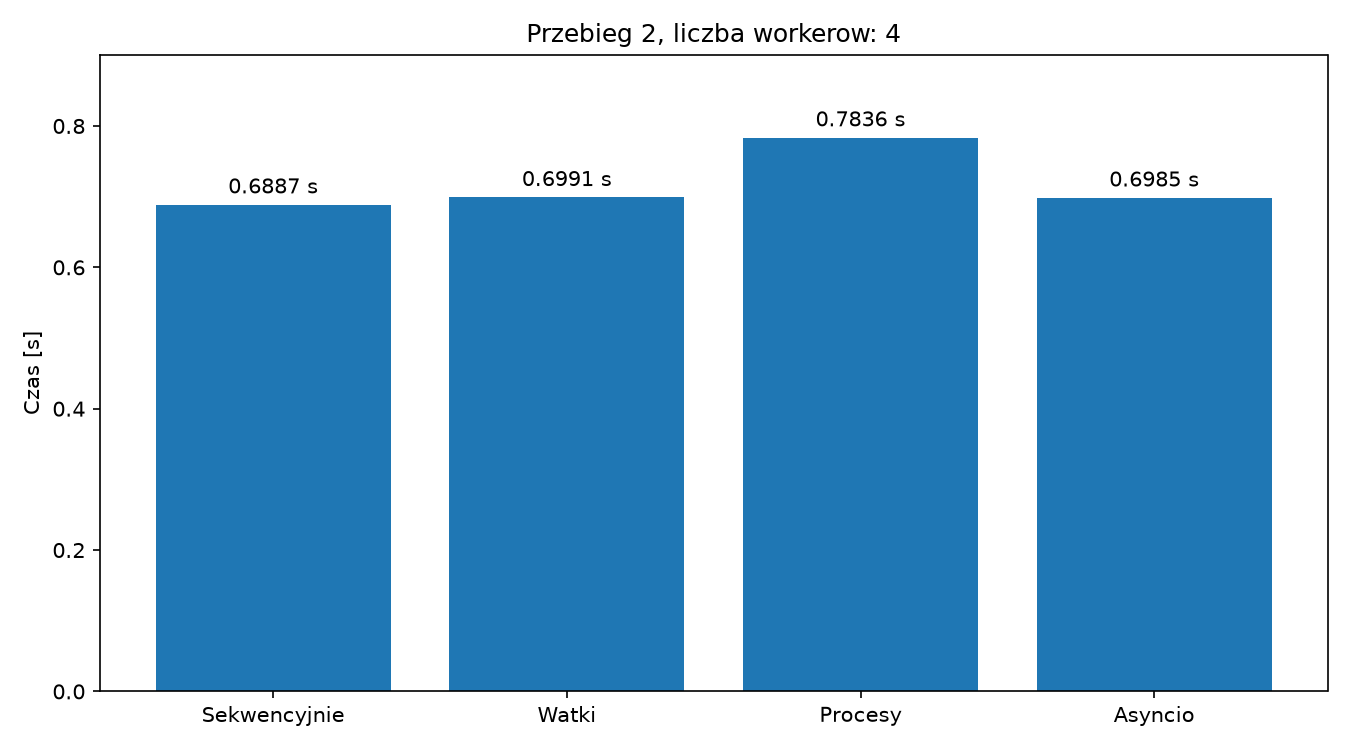 Przebieg 2, liczba workerow: 4
Czas [s]
0.8
0.6
0.4
0.2
0.0
0.6887 s
0.6991 s
0.7836 s
0.6985 s
Sekwencyjnie
Watki
Procesy
Asyncio